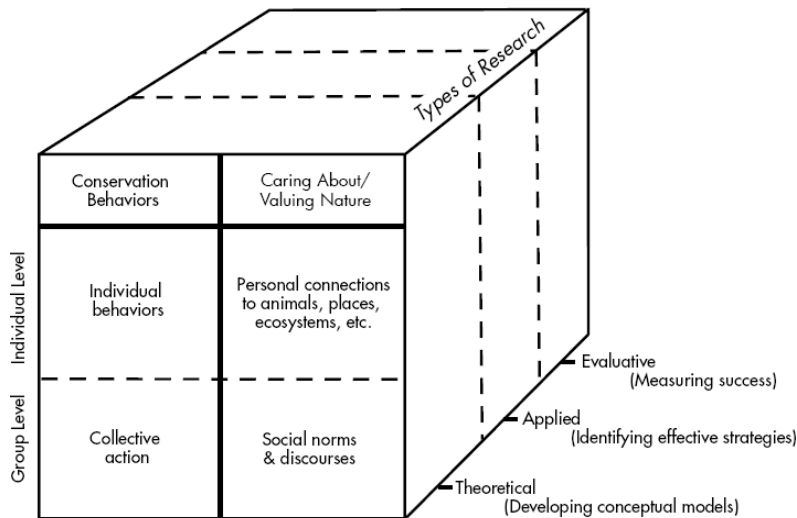 Types of Research
Conservation
Behaviors
Caring About/
Valuing Nature
Individual Level
Individual
behaviors
Personal connections
to animals, places,
ecosystems, etc.
Group Level
Collective
action
Social norms
& discourses
Evaluative
(Measuring success)
Applied
(Identifying effective strategies)
Theoretical
(Developing conceptual models)